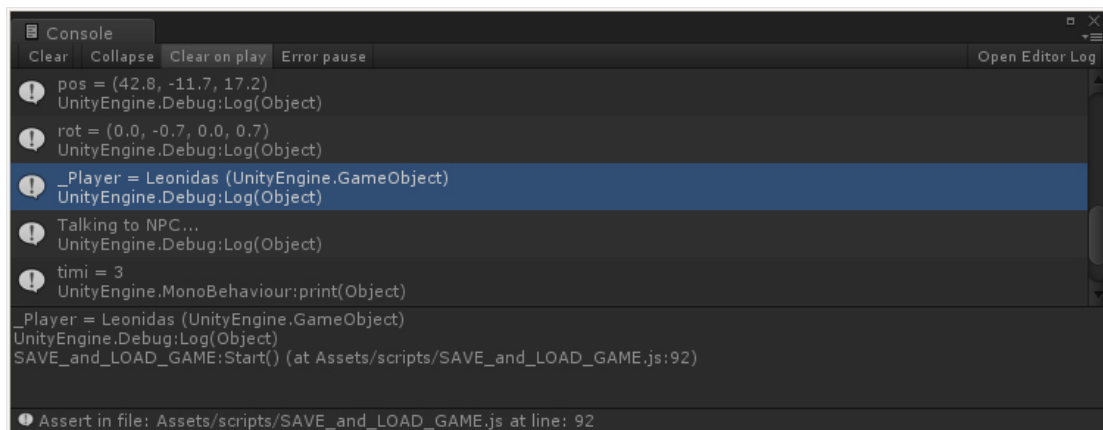 Console
Clear Collapse Clear on play Error pause Open Editor Log
pos = (42.8, -11.7, 17.2)
UnityEngine.Debug:Log(Object)
rot = (0.0, -0.7, 0.0, 0.7)
UnityEngine.Debug:Log(Object)
_Player = Leonidas (UnityEngine.GameObject)
UnityEngine.Debug:Log(Object)
Talking to NPC...
UnityEngine.Debug:Log(Object)
timi = 3
UnityEngine.MonoBehaviour:print(Object)
_Player = Leonidas (UnityEngine.GameObject)
UnityEngine.Debug:Log(Object)
SAVE_and_LOAD_GAME:Start() (at Assets/scripts/SAVE_and_LOAD_GAME.js:92)
Assert in file: Assets/scripts/SAVE_and_LOAD_GAME.js at line: 92